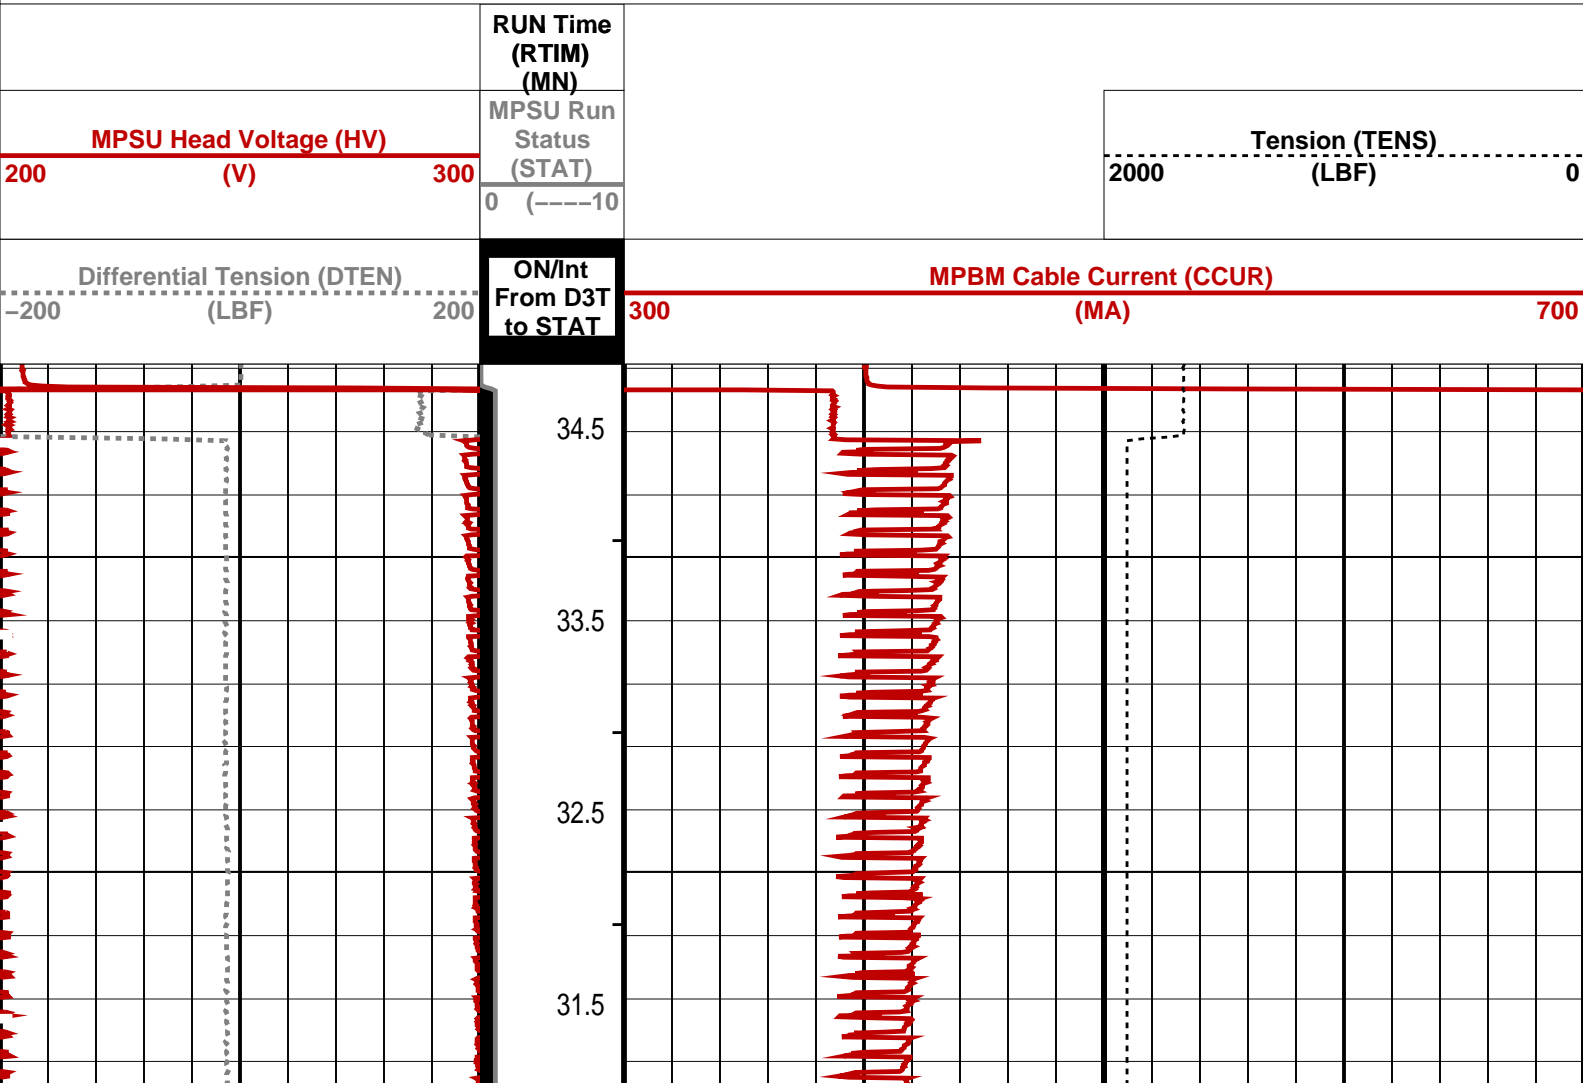 RUN Time
(RTIM)
(MN)
MPSU Head Voltage (HV)
200 (V) 300
MPSU Run
Status
(STAT)
0 (−−−−10
Tension (TENS)
2000 (LBF) 0
Differential Tension (DTEN)
−200 (LBF) 200
ON/Int
From D3T
to STAT
MPBM Cable Current (CCUR)
300 (MA) 700
34.5
33.5
32.5
31.5